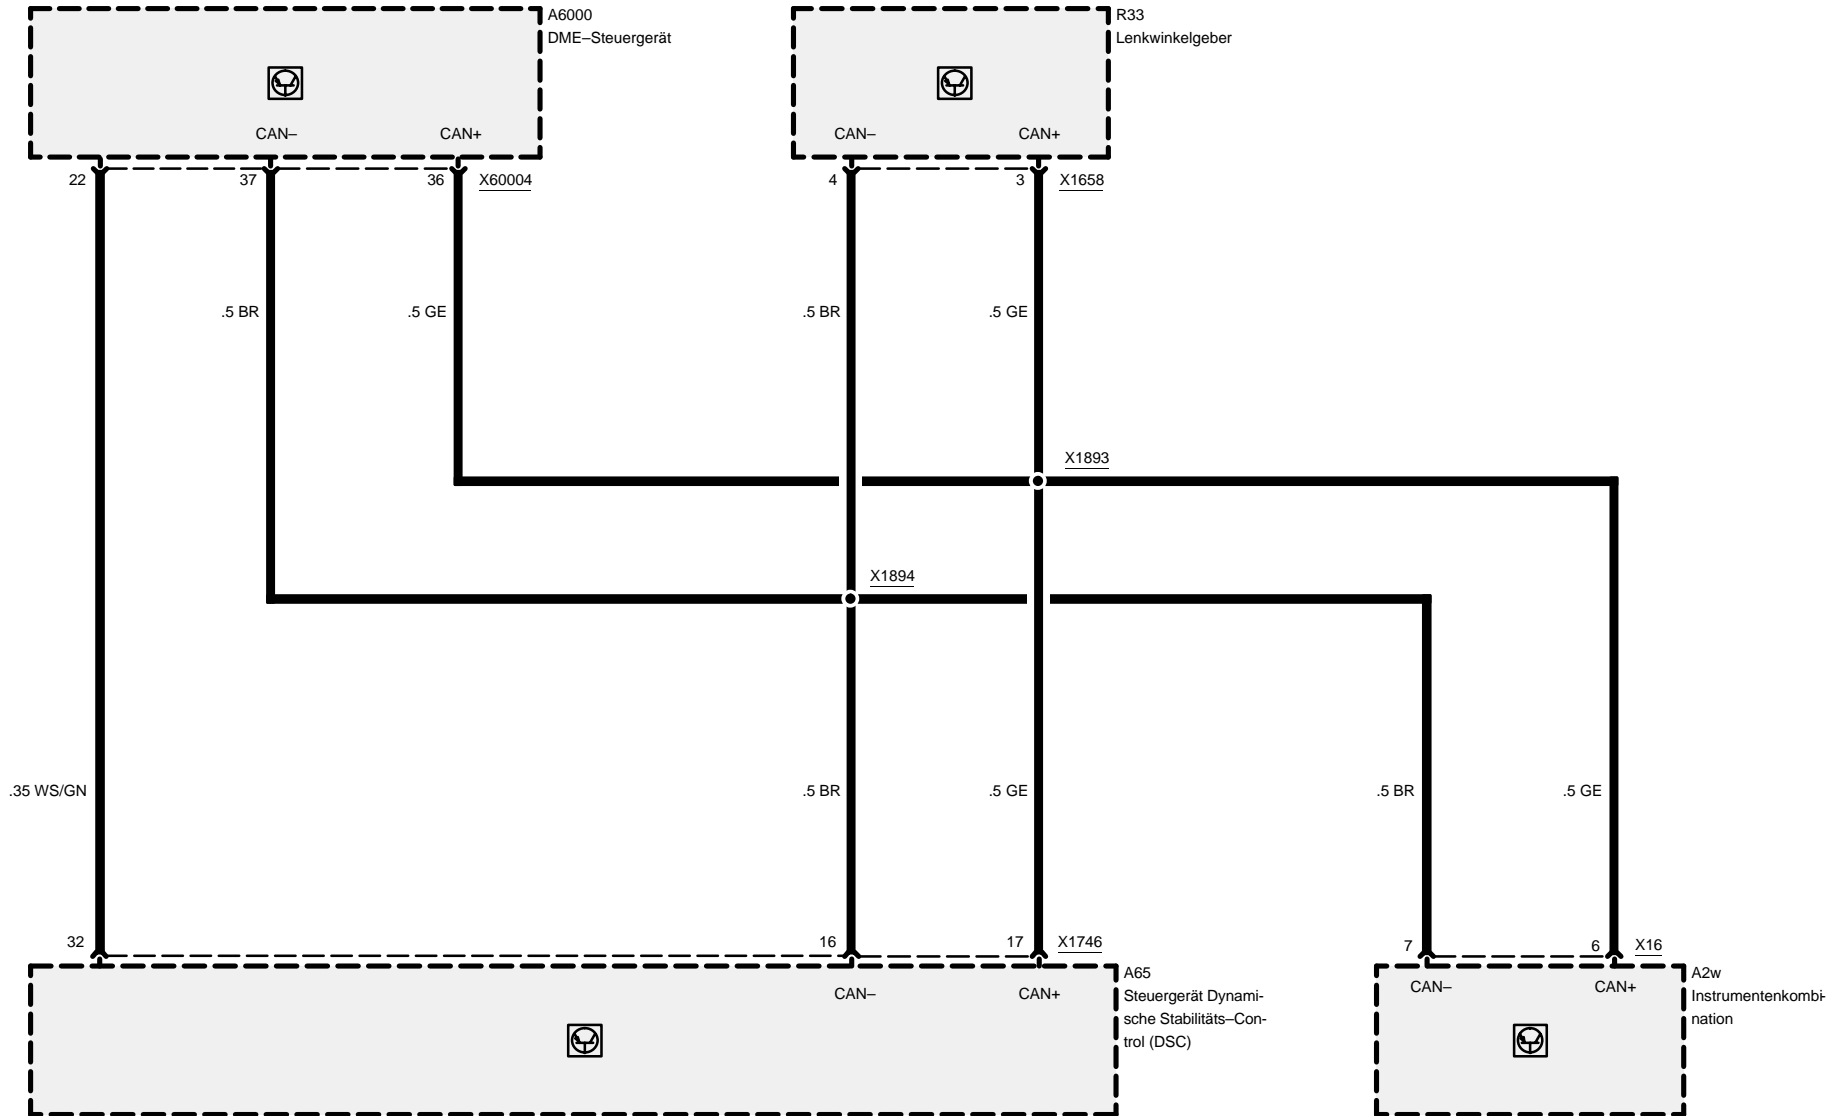 A6000
DME–Steuergerät
R33
Lenkwinkelgeber
CAN–
CAN+
CAN–
CAN+
22
37
36
X60004
4
3
X1658
.5 BR
.5 GE
.5 BR
.5 GE
X1893
X1894
.35 WS/GN
.5 BR
.5 GE
.5 BR
.5 GE
32
16
17
X1746
7
6
X16
CAN–
CAN+
A65
Steuergerät Dynami-
sche Stabilitäts–Con-
trol (DSC)
CAN–
CAN+
A2w
Instrumentenkombi-
nation